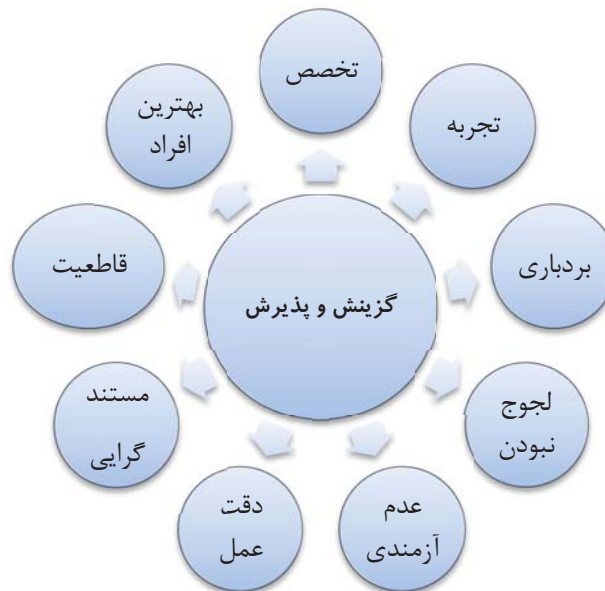 تخصص
تجربه
بردباری
لجوج
نبودن
عدم
آزمندی
دقت
عمل
مستند
گرایی
قاطعیت
بهترین
افراد
گزینش و پذیرش